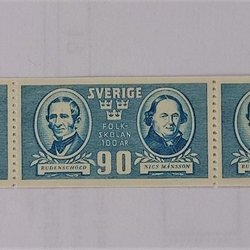 SVERIGE
FOLK-
SKOLAN
100 ÅR
RUDENSCHÖLD
90
NILS MÅNSSON